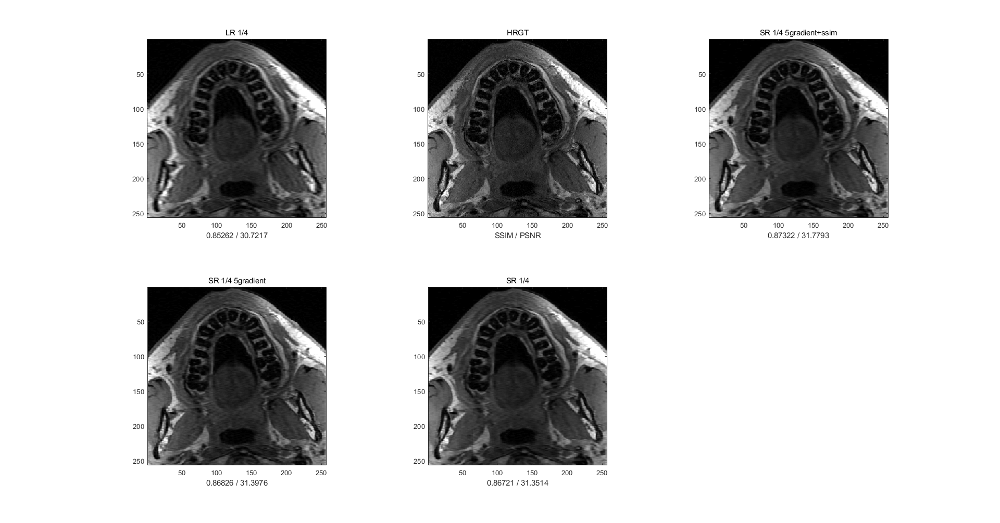 LR 1/4
50
100
150
200
250
50 100 150 200 250
0.85262 / 30.7217
HRGT
50
100
150
200
250
50 100 150 200 250
SSIM / PSNR
SR 1/4 5gradient+ssim
50
100
150
200
250
50 100 150 200 250
0.87322 / 31.7793
SR 1/4 5gradient
50
100
150
200
250
50 100 150 200 250
0.86826 / 31.3976
SR 1/4
50
100
150
200
250
50 100 150 200 250
0.86721 / 31.3514